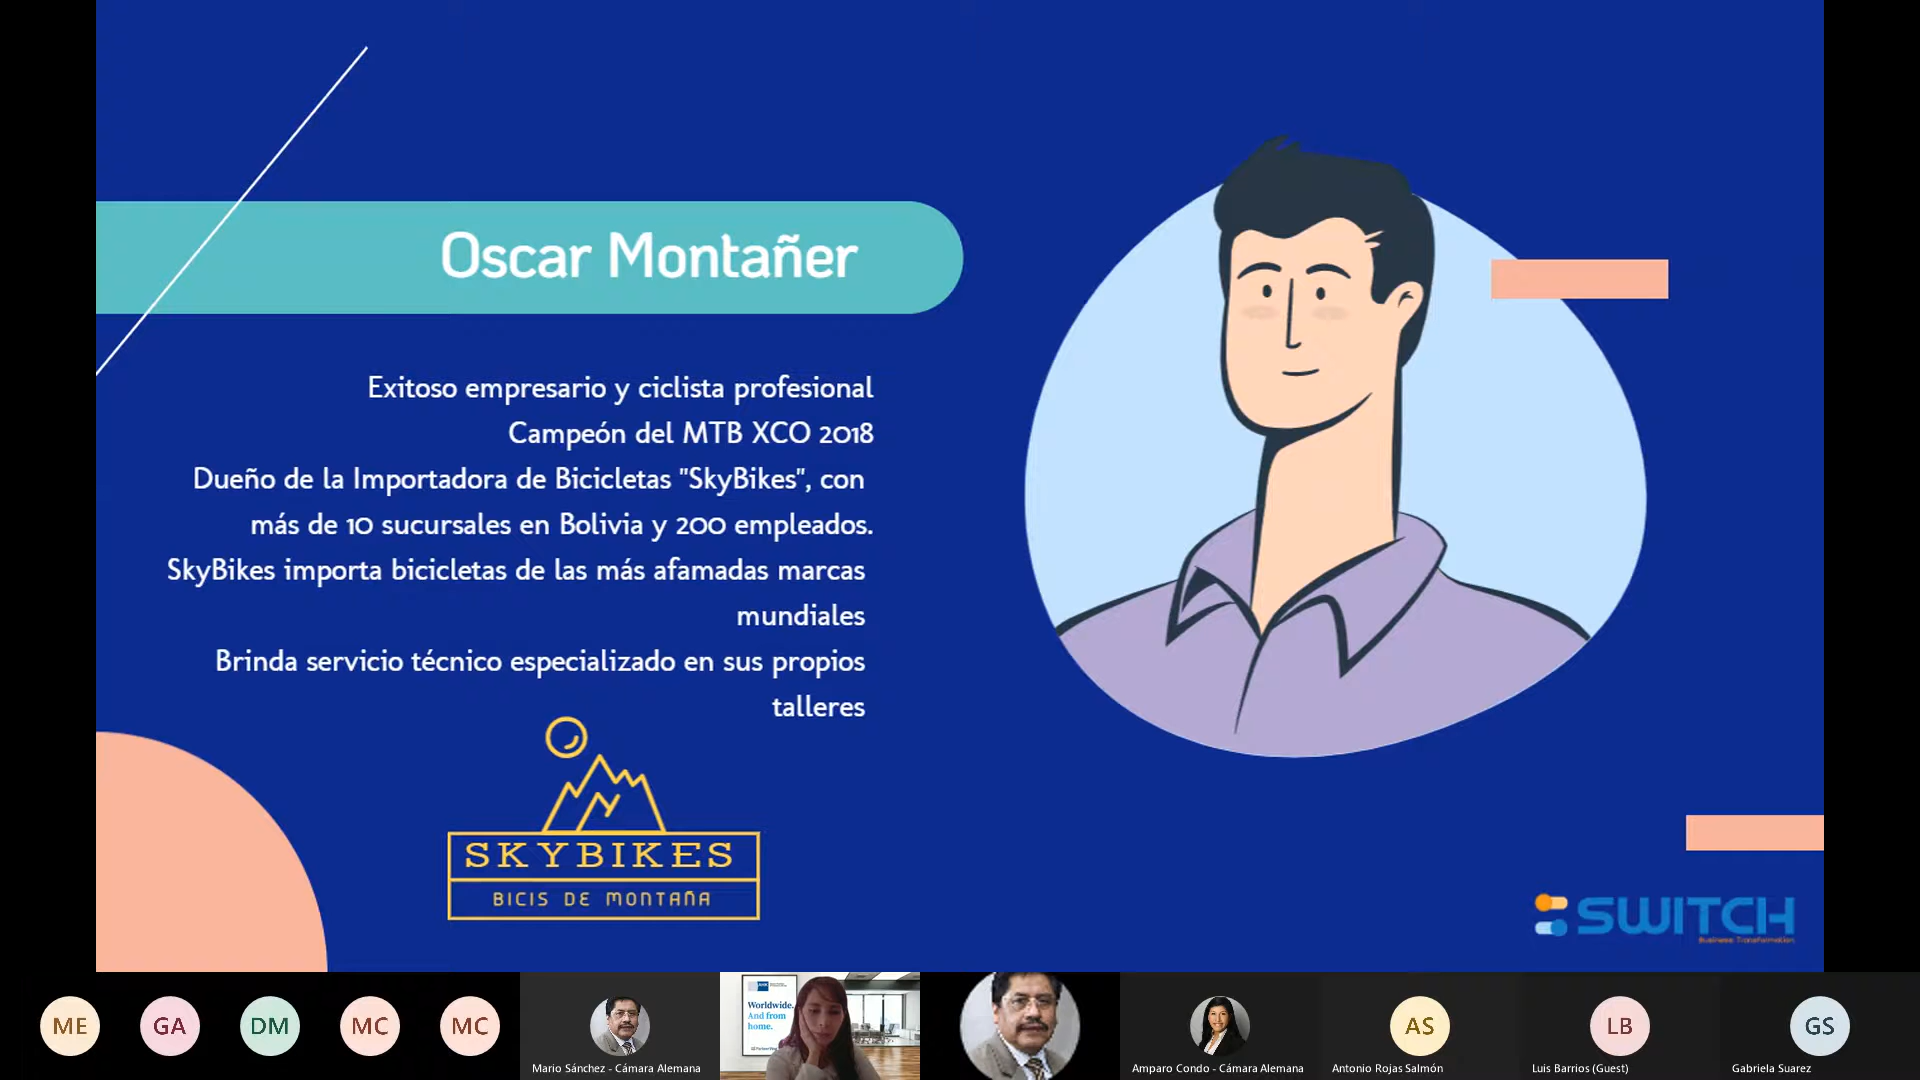 Oscar Montañer
Exitoso empresario y ciclista profesional
Campeón del MTB XCO 2018
Dueño de la Importadora de Bicicletas "SkyBikes", con
más de 10 sucursales en Bolivia y 200 empleados.
SkyBikes importa bicicletas de las más afamadas marcas
mundiales
Brinda servicio técnico especializado en sus propios
talleres
SKYBIKES
BICIS DE MONTAÑA
SWITCH
Business Transformation
ME
GA
DM
MC
MC
Mario Sánchez - Cámara Alemana
Worldwide.
And from
home.
Amparo Condo - Cámara Alemana
AS
Antonio Rojas Salmón
LB
Luis Barrios (Guest)
GS
Gabriela Suarez